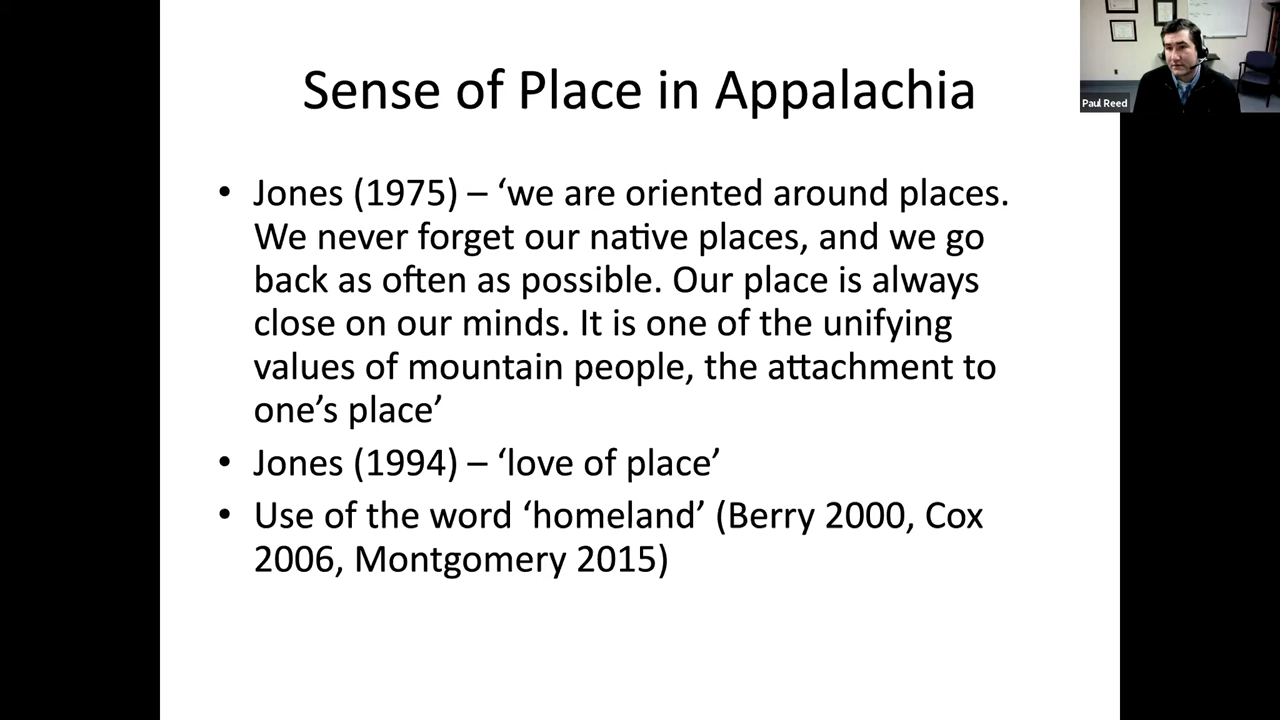 Sense of Place in Appalachia
• Jones (1975) – ‘we are oriented around places.
We never forget our native places, and we go
back as often as possible. Our place is always
close on our minds. It is one of the unifying
values of mountain people, the attachment to
one’s place’
• Jones (1994) – ‘love of place’
• Use of the word ‘homeland’ (Berry 2000, Cox
2006, Montgomery 2015)
Paul Reed